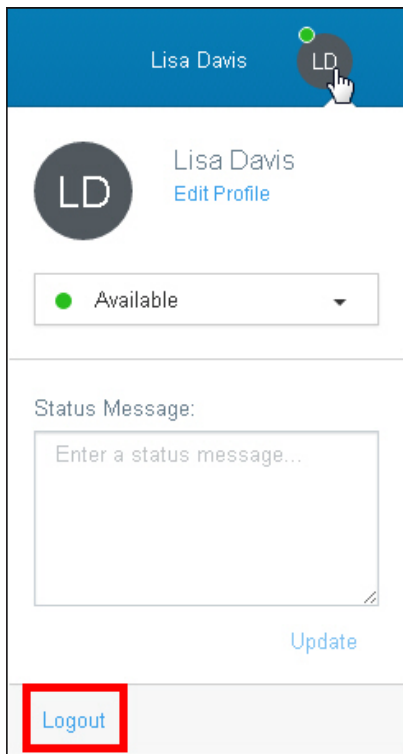 Lisa Davis
LD
LD
Lisa Davis
Edit Profile
Available
Status Message:
Enter a status message...
Update
Logout